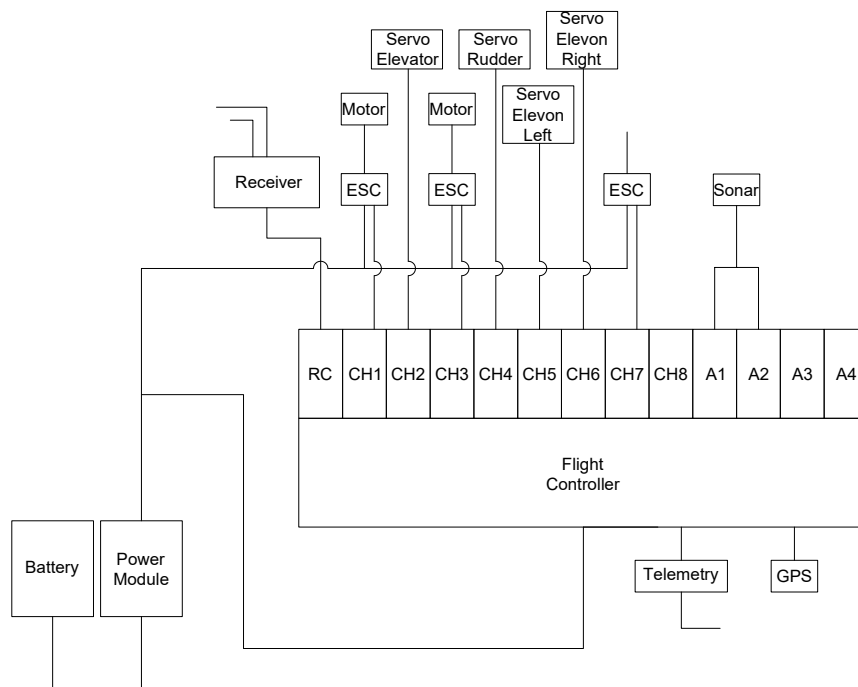 Servo
Elevator
Servo
Rudder
Servo
Elevon
Right
Motor
Motor
Servo
Elevon
Left
Receiver
ESC
ESC
ESC
Sonar
RC
CH1
CH2
CH3
CH4
CH5
CH6
CH7
CH8
A1
A2
A3
A4
Flight
Controller
Battery
Power
Module
Telemetry
GPS